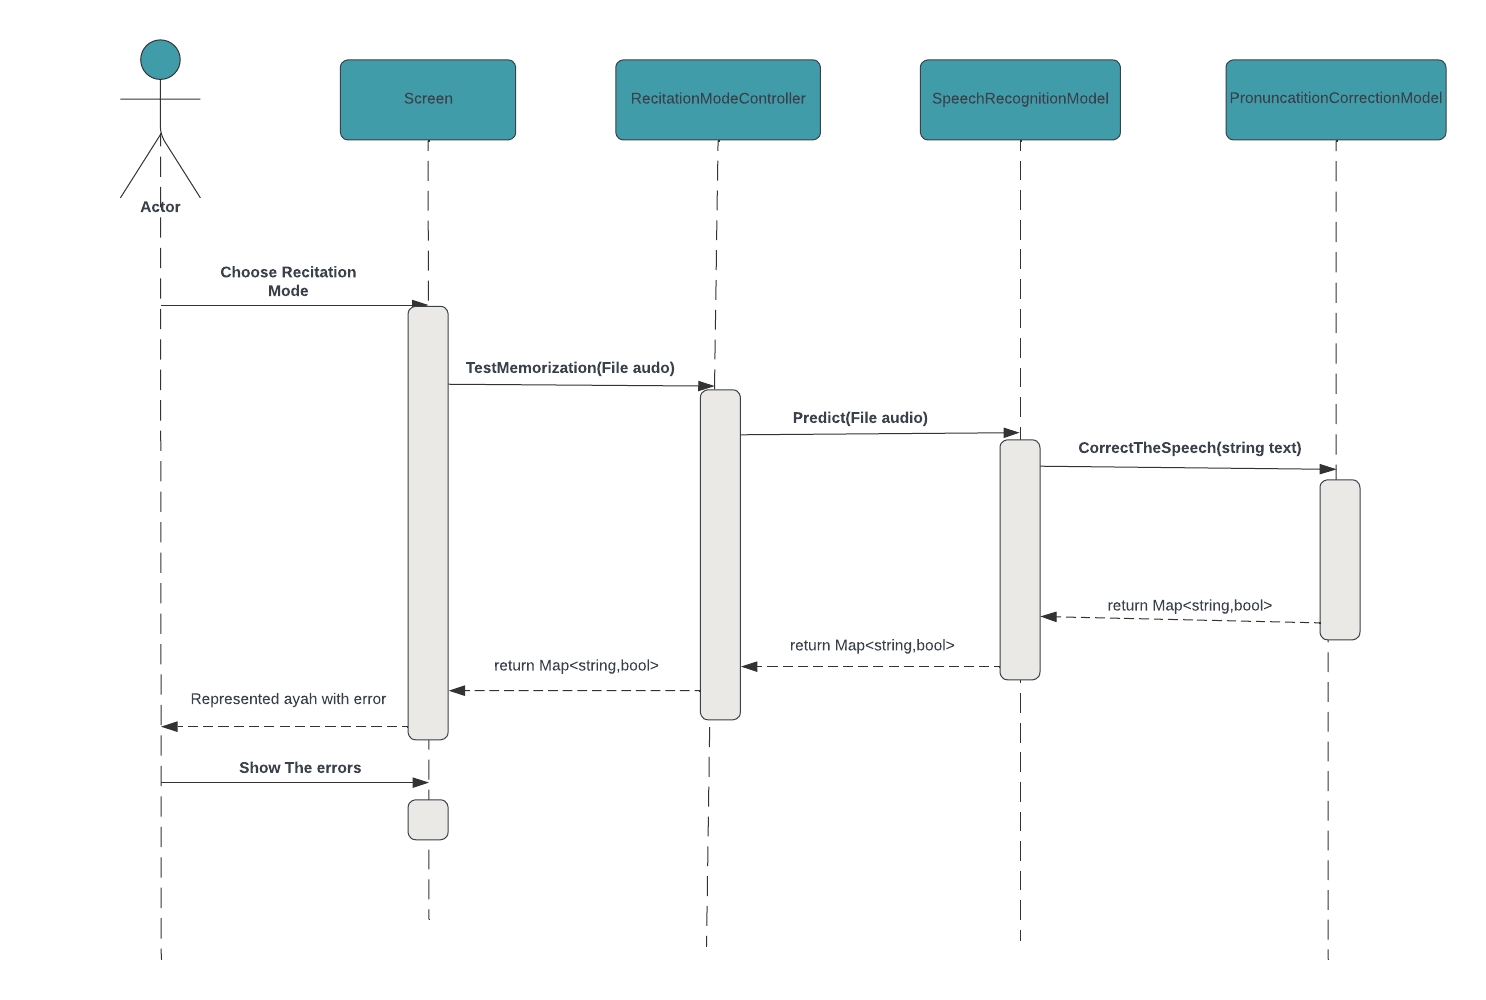 Screen
RecitationModeController
SpeechRecognitionModel
PronuncatitionCorrectionModel
Actor
Choose Recitation
Mode
TestMemorization(File audo)
Predict(File audio)
CorrectTheSpeech(string text)
return Map<string,bool>
return Map<string,bool>
return Map<string,bool>
Represented ayah with error
Show The errors